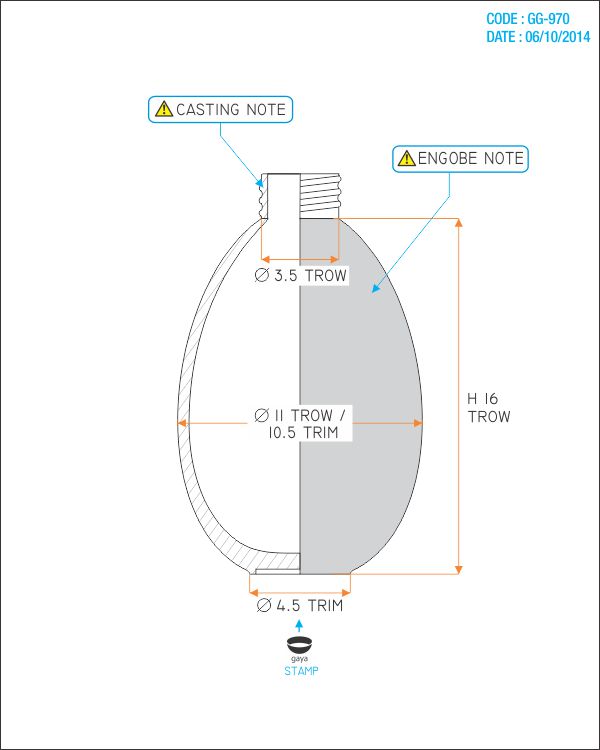 CODE : GG-970
DATE : 06/10/2014
CASTING NOTE
ENGOBE NOTE
∅ 3.5 TROW
∅ 11 TROW /
10.5 TRIM
H 16
TROW
∅ 4.5 TRIM
gaya
STAMP